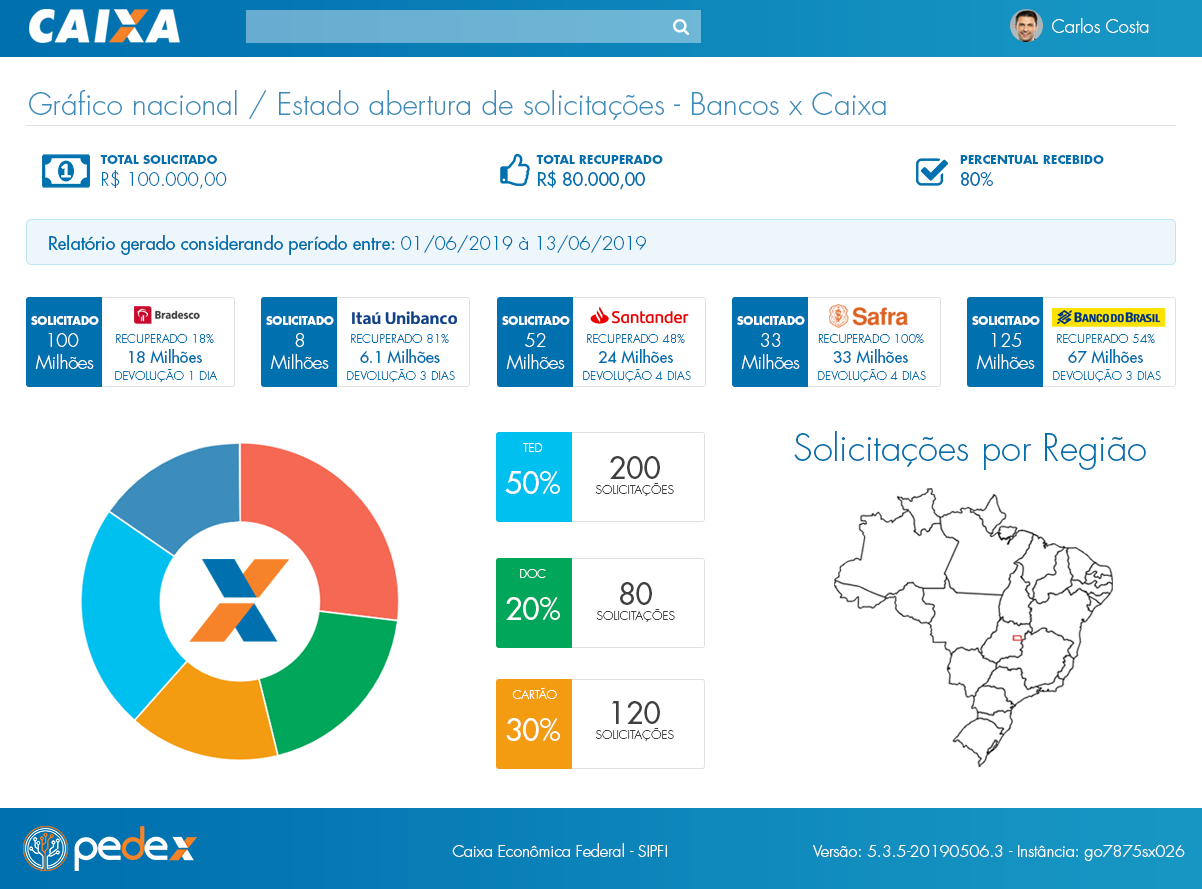 CAIXA
Carlos Costa
Gráfico nacional / Estado abertura de solicitações - Bancos x Caixa
TOTAL SOLICITADO
R$ 100.000,00
TOTAL RECUPERADO
R$ 80.000,00
PERCENTUAL RECEBIDO
80%
Relatório gerado considerando período entre: 01/06/2019 à 13/06/2019
SOLICITADO
100
Milhões
Bradesco
RECUPERADO 18%
18 Milhões
DEVOLUÇÃO 1 DIA
SOLICITADO
8
Milhões
Itaú Unibanco
RECUPERADO 81%
6.1 Milhões
DEVOLUÇÃO 3 DIAS
SOLICITADO
52
Milhões
Santander
RECUPERADO 48%
24 Milhões
DEVOLUÇÃO 4 DIAS
SOLICITADO
33
Milhões
Safra
RECUPERADO 100%
33 Milhões
DEVOLUÇÃO 4 DIAS
SOLICITADO
125
Milhões
BANCO DO BRASIL
RECUPERADO 54%
67 Milhões
DEVOLUÇÃO 3 DIAS
TED
50%
200
SOLICITAÇÕES
DOC
20%
80
SOLICITAÇÕES
CARTÃO
30%
120
SOLICITAÇÕES
Solicitações por Região
pedex
Caixa Econômica Federal - SIPFI
Versão: 5.3.5-20190506.3 - Instância: go7875sx026